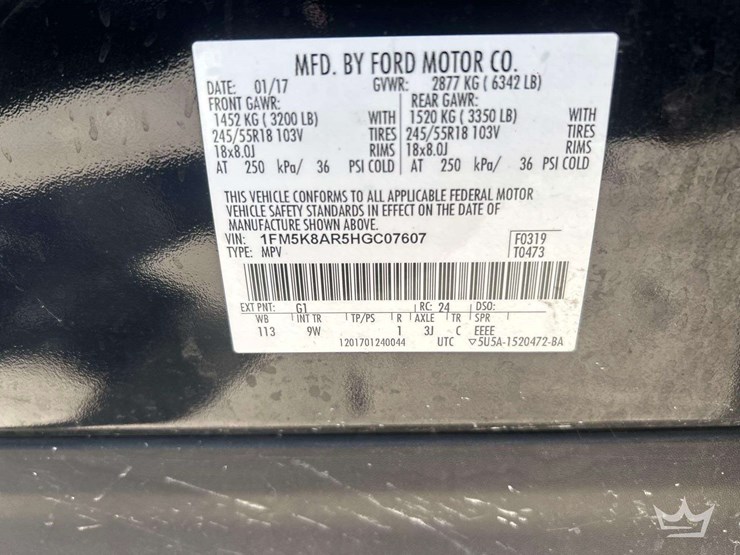 MFD. BY FORD MOTOR CO.
DATE: 01/17 GVWR: 2877 KG ( 6342 LB)
FRONT GAWR: REAR GAWR:
1452 KG ( 3200 LB) WITH 1520 KG ( 3350 LB) WITH
245/55R18 103V TIRES 245/55R18 103V TIRES
18x8.0J RIMS 18x8.0J RIMS
AT 250 kPa/ 36 PSI COLD AT 250 kPa/ 36 PSI COLD
THIS VEHICLE CONFORMS TO ALL APPLICABLE FEDERAL MOTOR
VEHICLE SAFETY STANDARDS IN EFFECT ON THE DATE OF
MANUFACTURE SHOWN ABOVE.
VIN: 1FM5K8AR5HGC07607 F0319
TYPE: MPV T0473
EXT PNT: G1 RC: 24 DSO:
WB INT TR TP/PS R AXLE TR SPR
113 9W 1 3J C EEEE
1201701240044 UTC ▽5U5A-1520472-BA